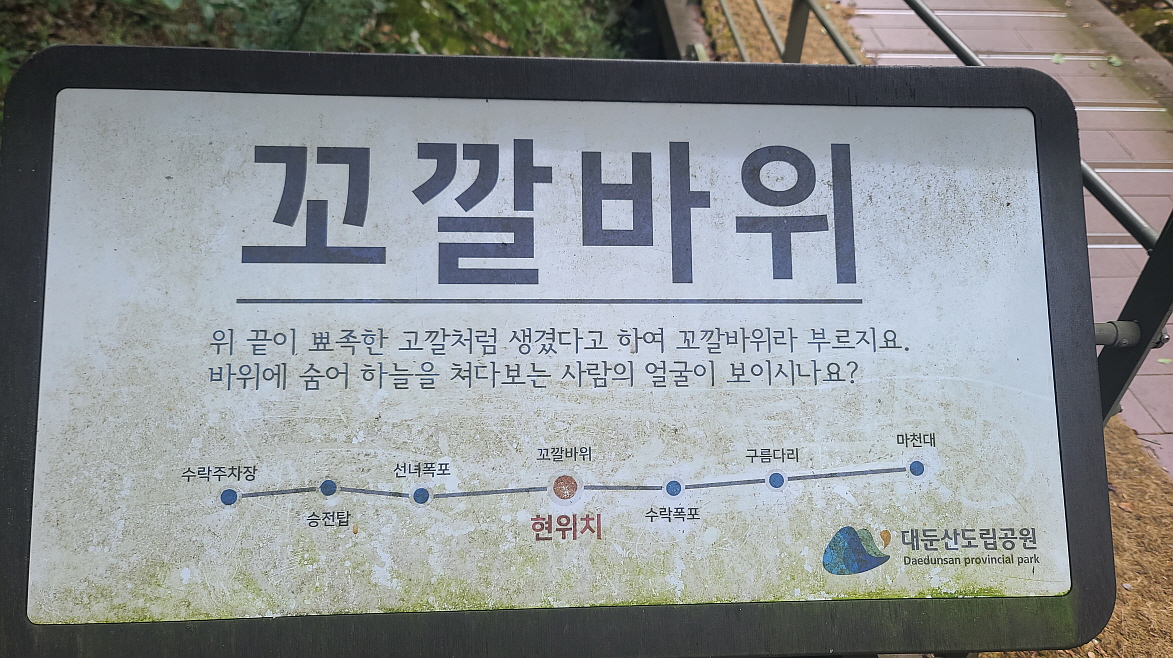 꼬깔바위
위 끝이 뾰족한 고깔처럼 생겼다고 하여 꼬깔바위라 부르지요.
바위에 숨어 하늘을 쳐다보는 사람의 얼굴이 보이시나요?
수락주차장
승전탑
선녀폭포
꼬깔바위
현위치
수락폭포
구름다리
마천대
대둔산도립공원
Daedunsan provincial park